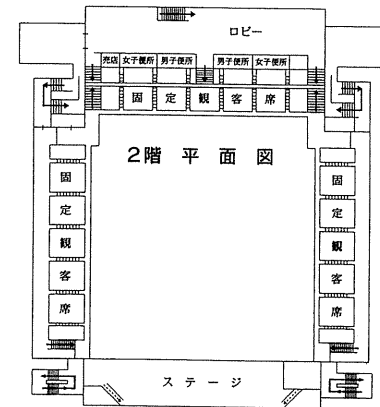 ロビー
売店 女子便所 男子便所 男子便所 女子便所
固定観客席
2階 平面図
固定観客席
固定観客席
ステージ